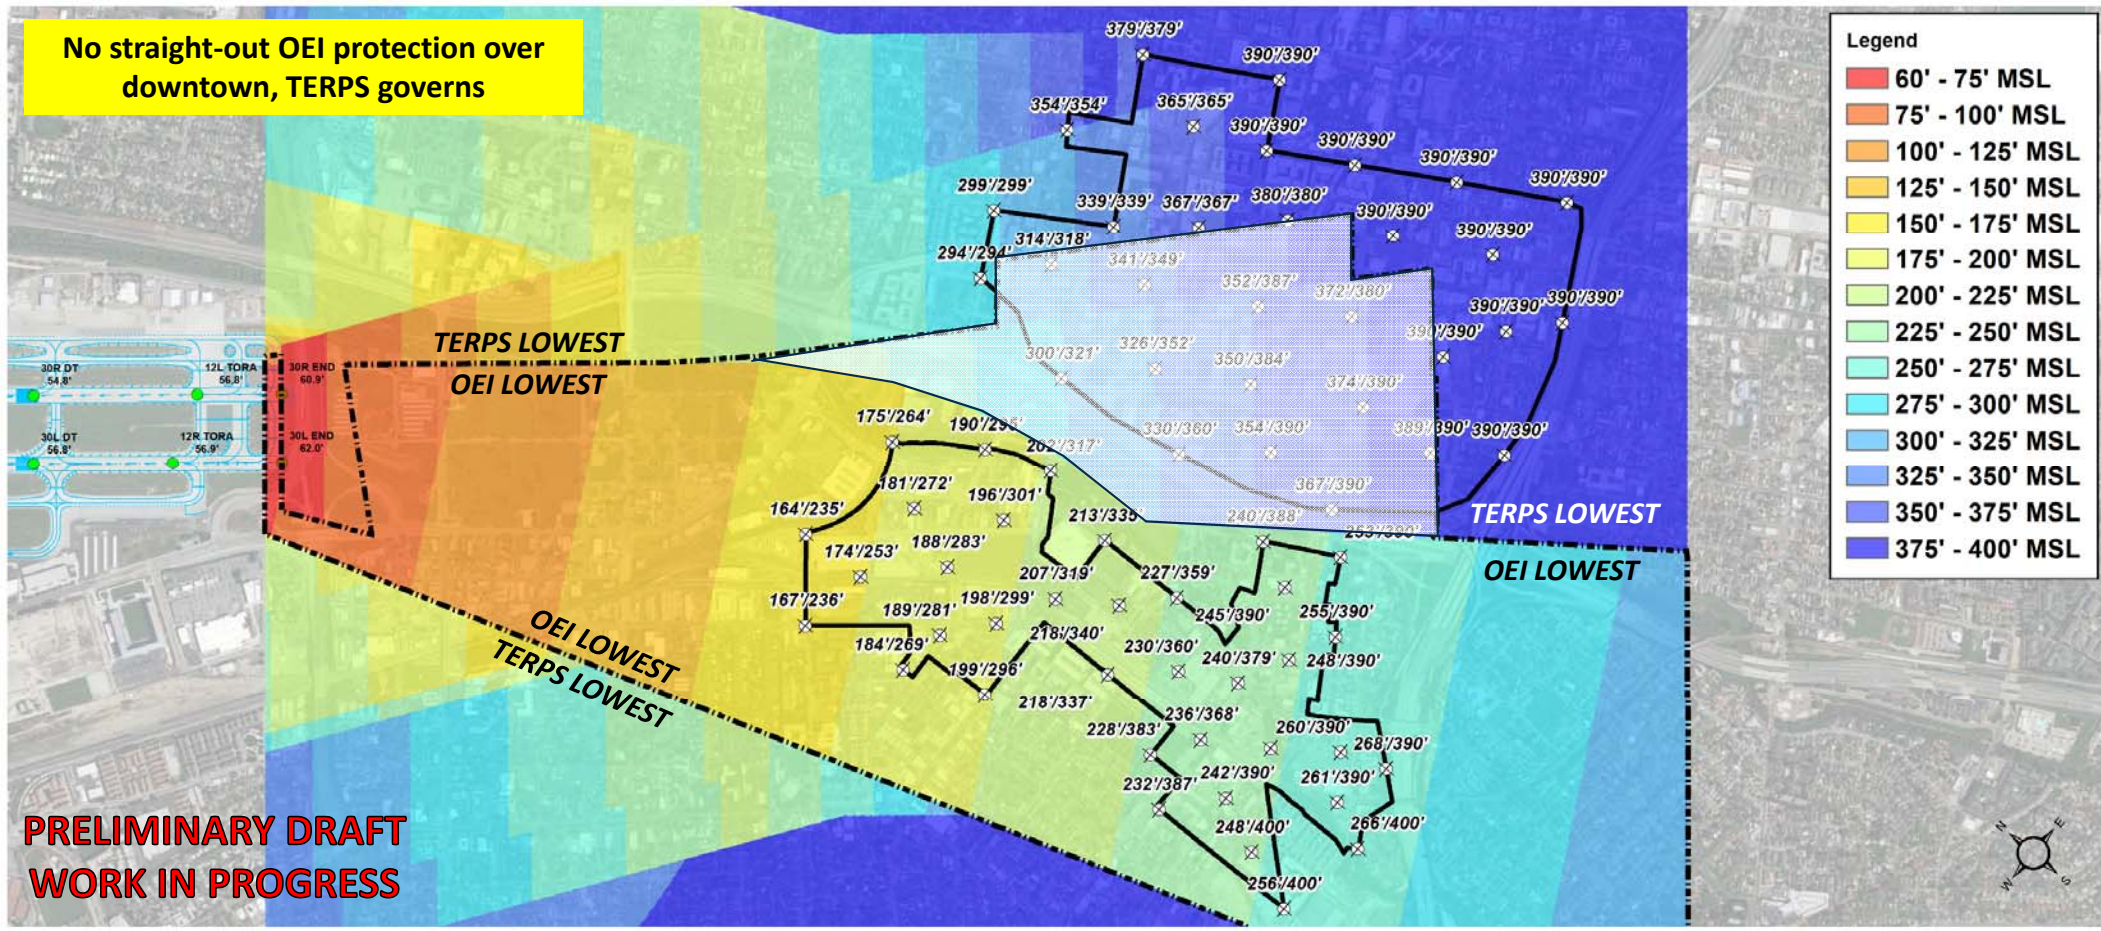 No straight-out OEI protection over
downtown, TERPS governs
379'/379'
390'/390'
354'/354'
365'/365'
390'/390'
390'/390'
390'/390'
390'/390'
299'/299'
339'/339'
367'/367'
380'/380'
390'/390'
390'/390'
294'/294'
314'/318'
341'/349'
352'/387'
372'/380'
390'/390'
390'/390'
390'/390'
TERPS LOWEST
OEI LOWEST
300'/321'
326'/352'
350'/384'
374'/390'
30R DT
54.8'
12L TORA
56.8'
30R END
60.9'
30L DT
56.8'
12R TORA
56.9'
30L END
62.0'
175'/264'
190'/295'
202'/317'
330'/360'
354'/390'
389'/390'
390'/390'
181'/272'
196'/301'
367'/390'
164'/235'
213'/335'
240'/388'
253'/390'
TERPS LOWEST
OEI LOWEST
174'/253'
188'/283'
207'/319'
227'/359'
167'/236'
189'/281'
198'/299'
245'/390'
255'/390'
184'/269'
218'/340'
230'/360'
240'/379'
248'/390'
199'/296'
218'/337'
OEI LOWEST
TERPS LOWEST
228'/383'
236'/368'
260'/390'
268'/390'
232'/387'
242'/390'
261'/390'
248'/400'
266'/400'
256'/400'
PRELIMINARY DRAFT
WORK IN PROGRESS
Legend
60' - 75' MSL
75' - 100' MSL
100' - 125' MSL
125' - 150' MSL
150' - 175' MSL
175' - 200' MSL
200' - 225' MSL
225' - 250' MSL
250' - 275' MSL
275' - 300' MSL
300' - 325' MSL
325' - 350' MSL
350' - 375' MSL
375' - 400' MSL
N
E
W
S